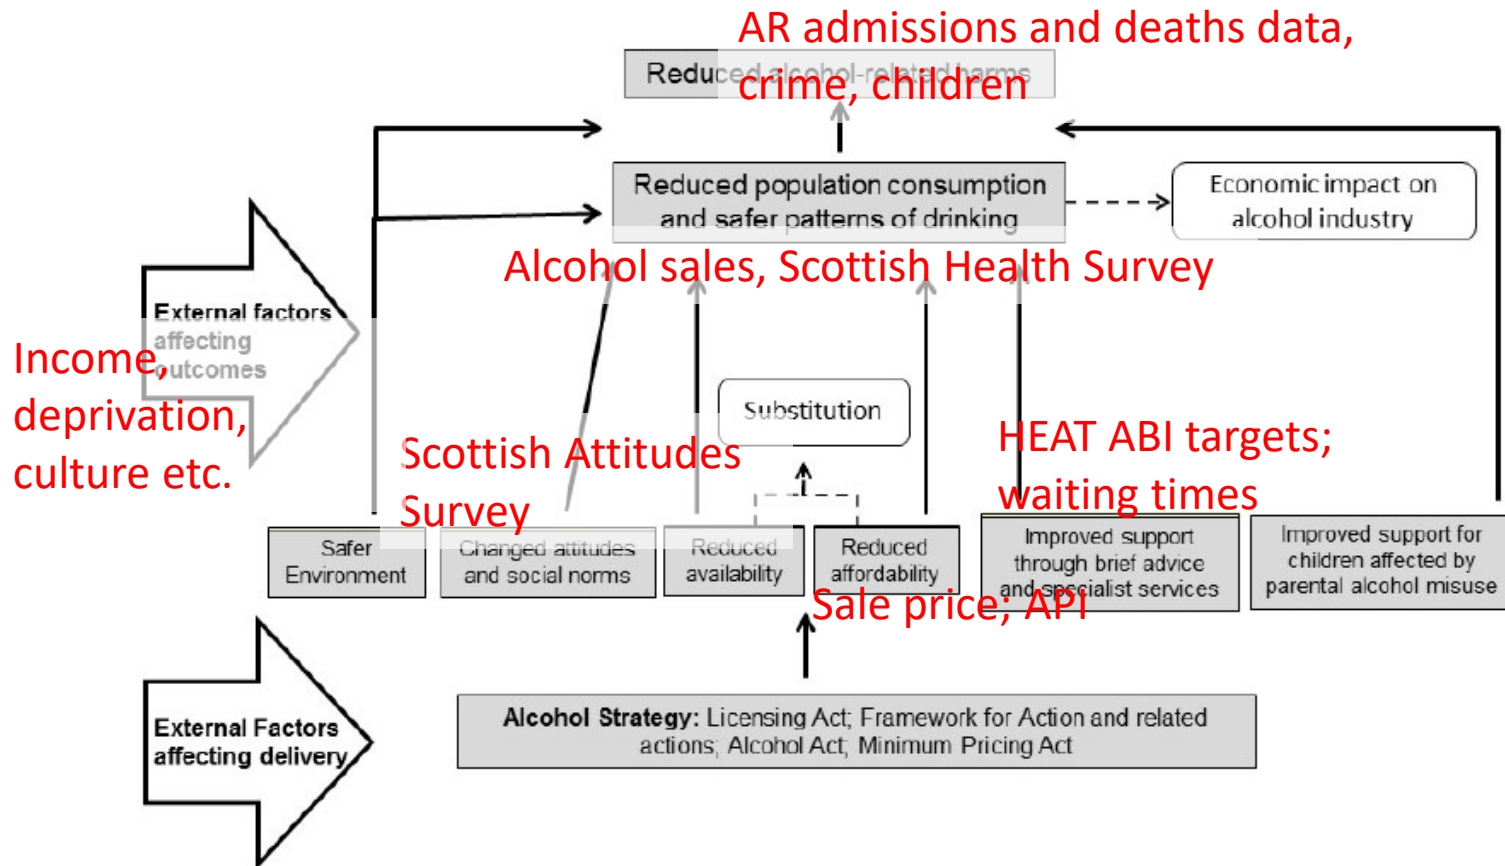 AR admissions and deaths data,
crime, children
Reduced alcohol-related harms
Reduced population consumption
and safer patterns of drinking
Economic impact on
alcohol industry
Alcohol sales, Scottish Health Survey
External factors
affecting
outcomes
Income,
deprivation,
culture etc.
Substitution
Scottish Attitudes
Survey
HEAT ABI targets;
waiting times
Safer
Environment
Changed attitudes
and social norms
Reduced
availability
Reduced
affordability
Improved support
through brief advice
and specialist services
Improved support for
children affected by
parental alcohol misuse
Sale price; API
External Factors
affecting delivery
Alcohol Strategy: Licensing Act; Framework for Action and related
actions; Alcohol Act; Minimum Pricing Act